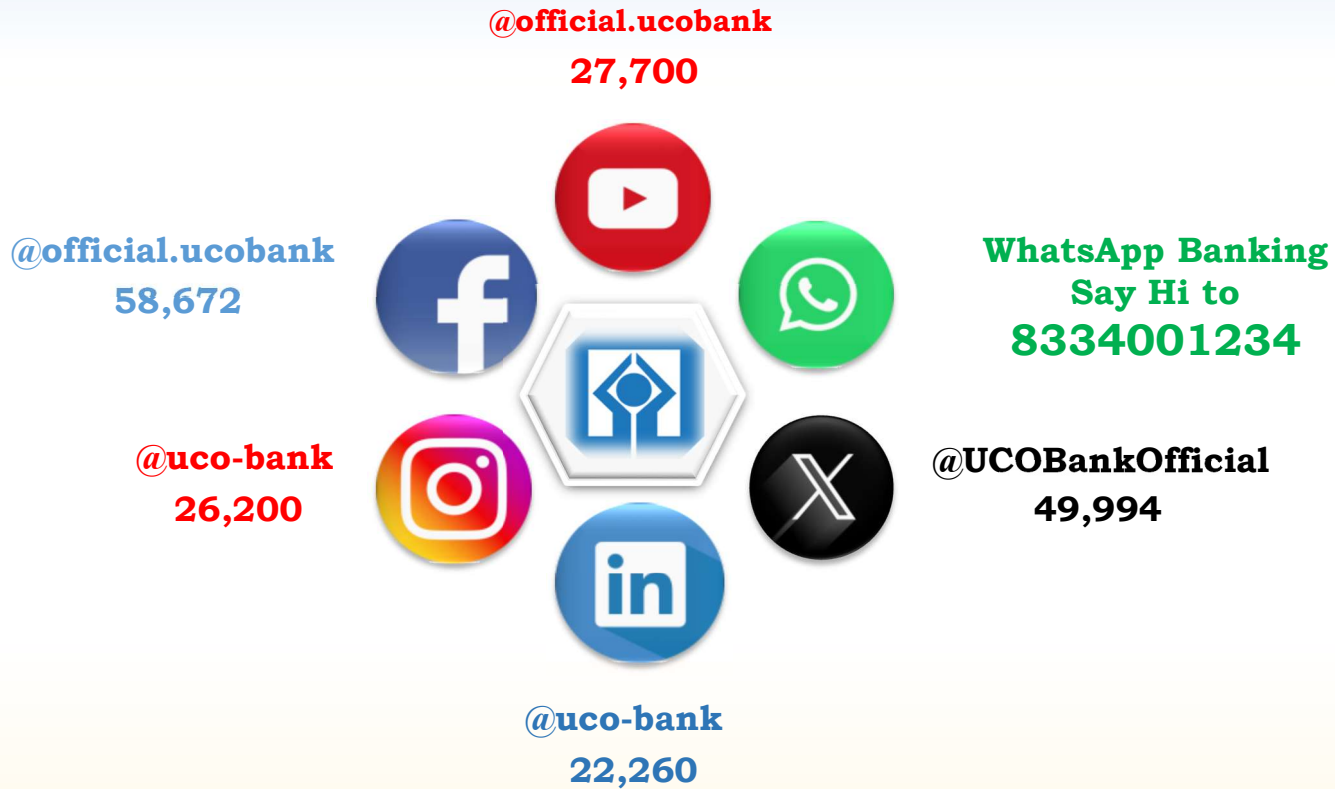 @official.ucobank
27,700
@official.ucobank
58,672
WhatsApp Banking
Say Hi to
8334001234
@uco-bank
26,200
@UCOBankOfficial
49,994
in
@uco-bank
22,260